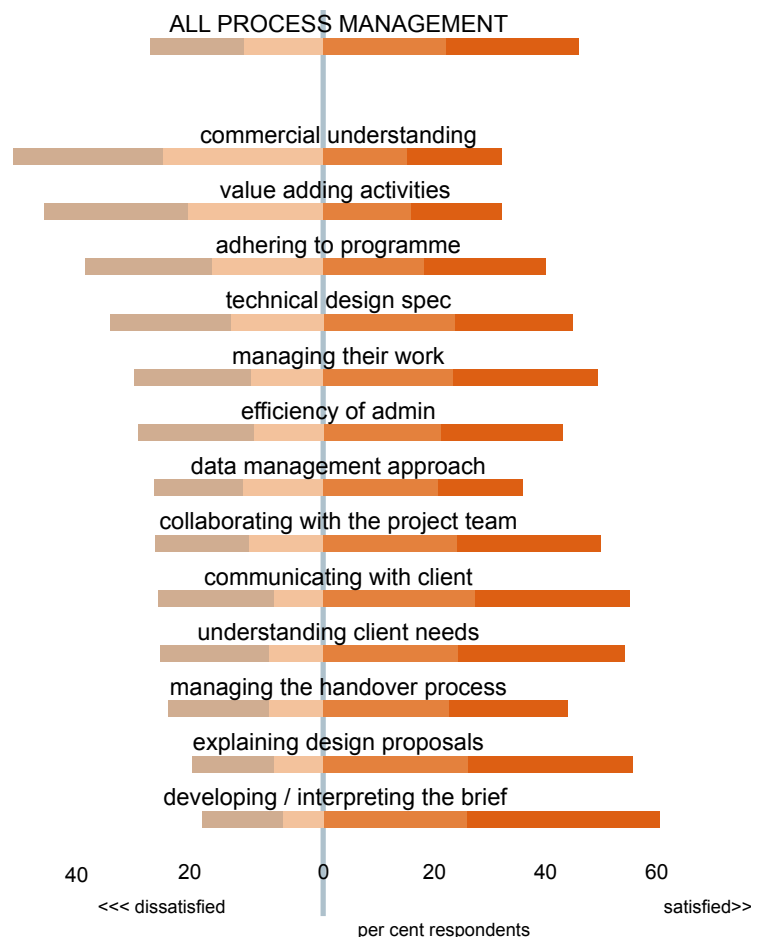 ALL PROCESS MANAGEMENT
commercial understanding
value adding activities
adhering to programme
technical design spec
managing their work
efficiency of admin
data management approach
collaborating with the project team
communicating with client
understanding client needs
managing the handover process
explaining design proposals
developing / interpreting the brief
40 20 0 20 40 60
<<< dissatisfied satisfied>>
per cent respondents